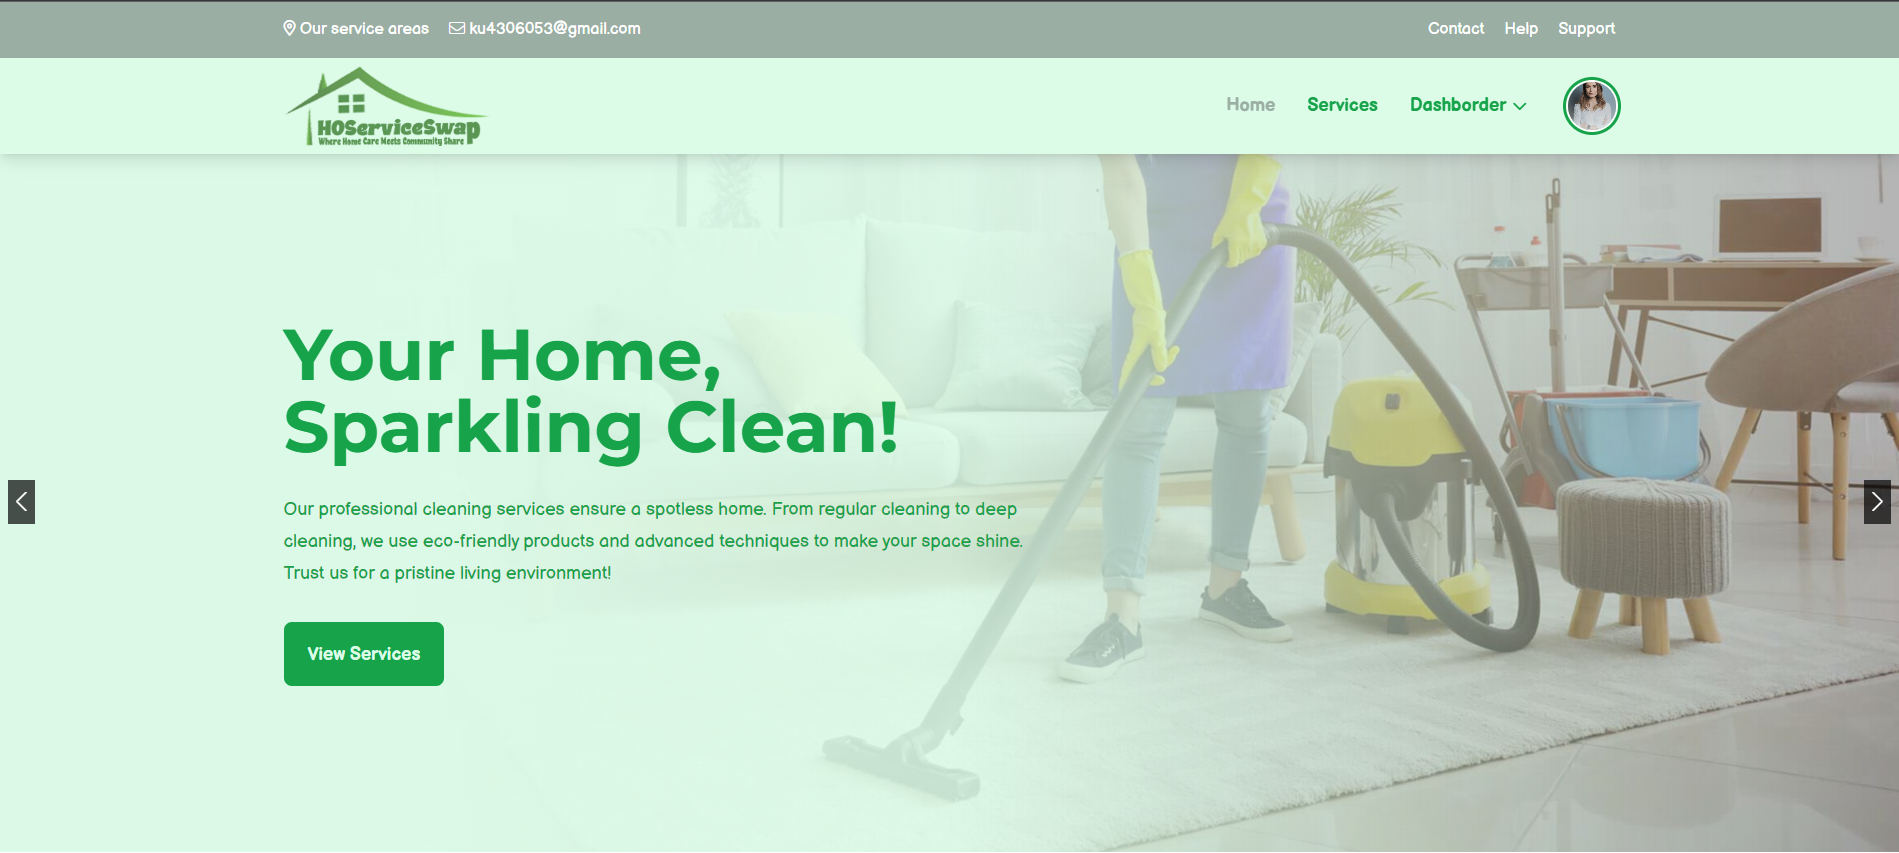 Our service areas ku4306053@gmail.com Contact Help Support
HOServiceSwap
Where Home Care Meets Community Share
Home Services Dashborder
Your Home,
Sparkling Clean!
Our professional cleaning services ensure a spotless home. From regular cleaning to deep
cleaning, we use eco-friendly products and advanced techniques to make your space shine.
Trust us for a pristine living environment!
View Services